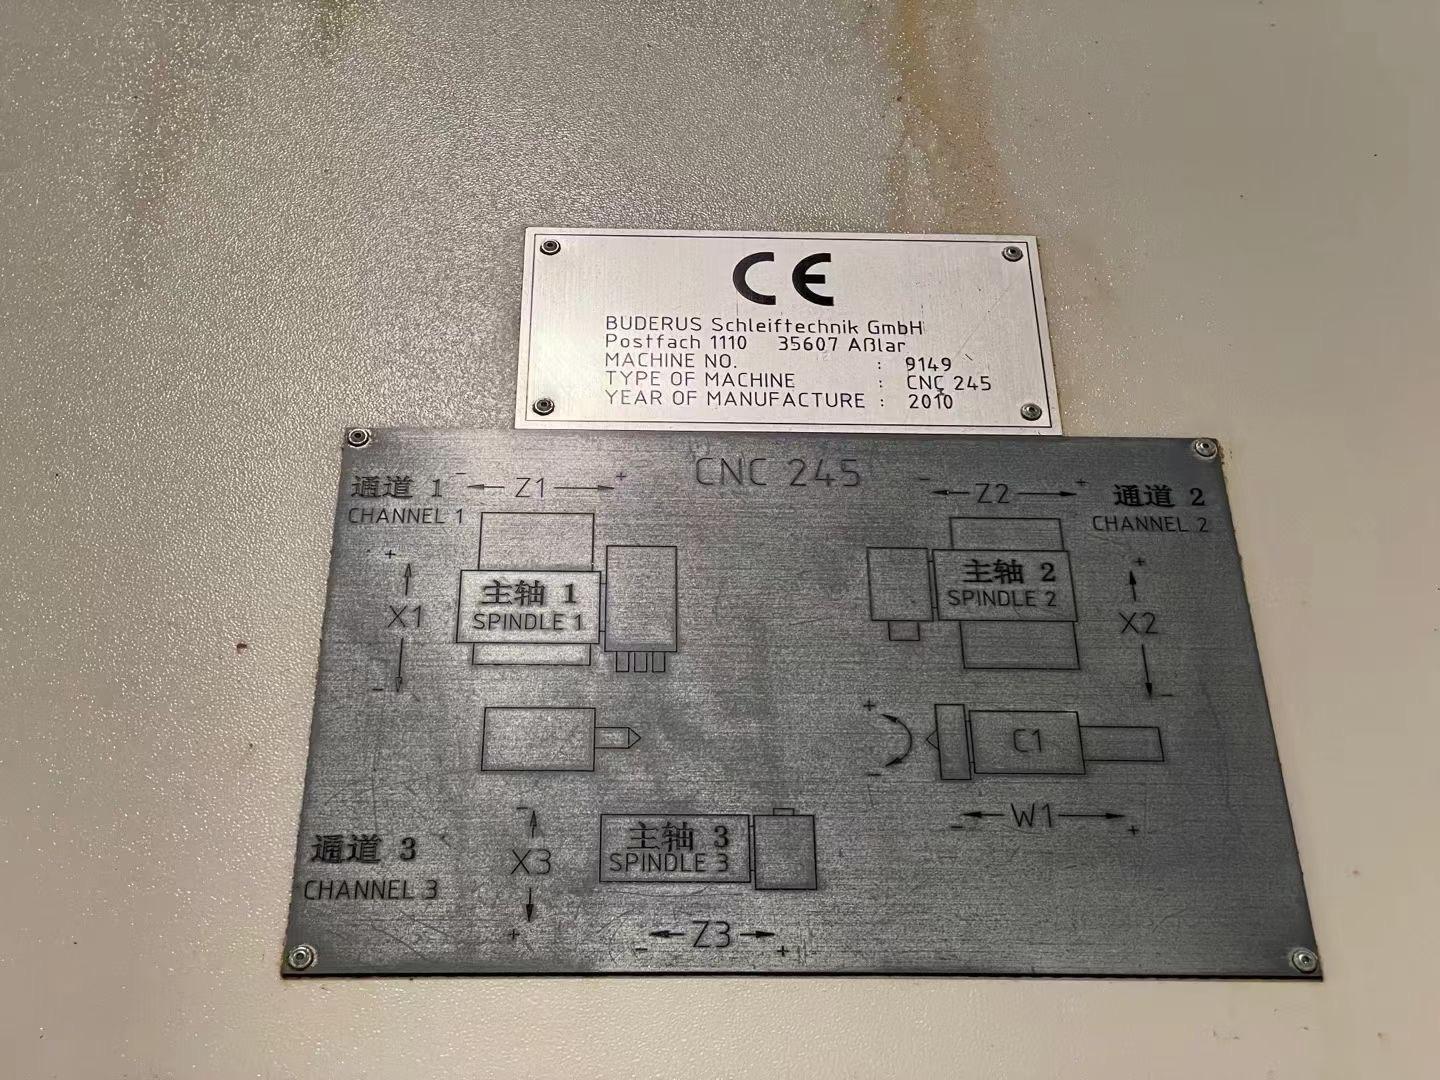 CE
BUDERUS Schleiftechnik GmbH
Postfach 1110 35607 Aßlar
MACHINE NO. : 9149
TYPE OF MACHINE : CNC 245
YEAR OF MANUFACTURE : 2010
CNC 245
通道 1
CHANNEL 1
- Z1 +
- Z2 +
通道 2
CHANNEL 2
+
X1
-
主轴 1
SPINDLE 1
主轴 2
SPINDLE 2
+
X2
-
+
-
C1
- W1 +
通道 3
CHANNEL 3
-
X3
+
主轴 3
SPINDLE 3
- Z3 +